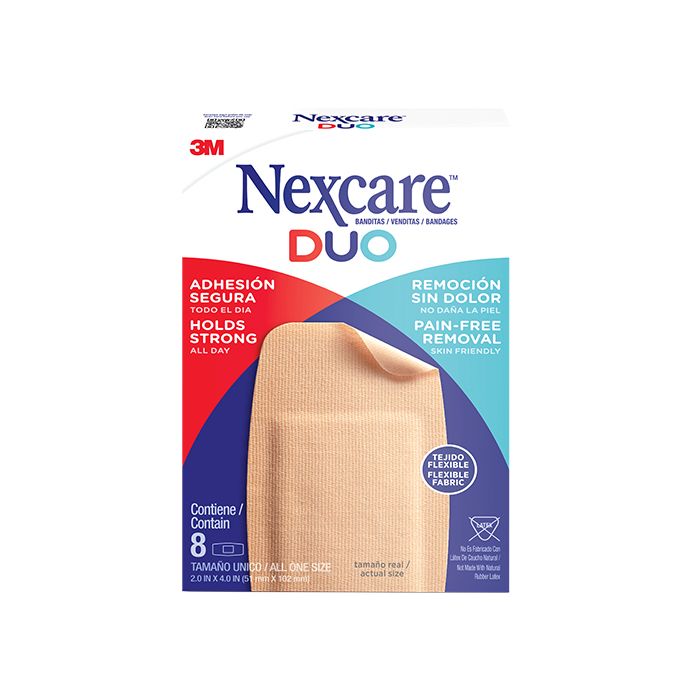 Nexcare
DUO
3M
Nexcare™
BANDITAS / VENDITAS / BANDAGES
DUO
ADHESIÓN
SEGURA
TODO EL DIA
HOLDS
STRONG
ALL DAY
REMOCIÓN
SIN DOLOR
NO DAÑA LA PIEL
PAIN-FREE
REMOVAL
SKIN FRIENDLY
TEJIDO
FLEXIBLE
FLEXIBLE
FABRIC
Contiene /
Contain
8
TAMAÑO UNICO / ALL ONE SIZE
2.0 IN X 4.0 IN (51 mm X 102 mm)
tamaño real /
actual size
LATEX
No Es Fabricado Con
Látex De Caucho Natural /
Not Made With Natural
Rubber Latex